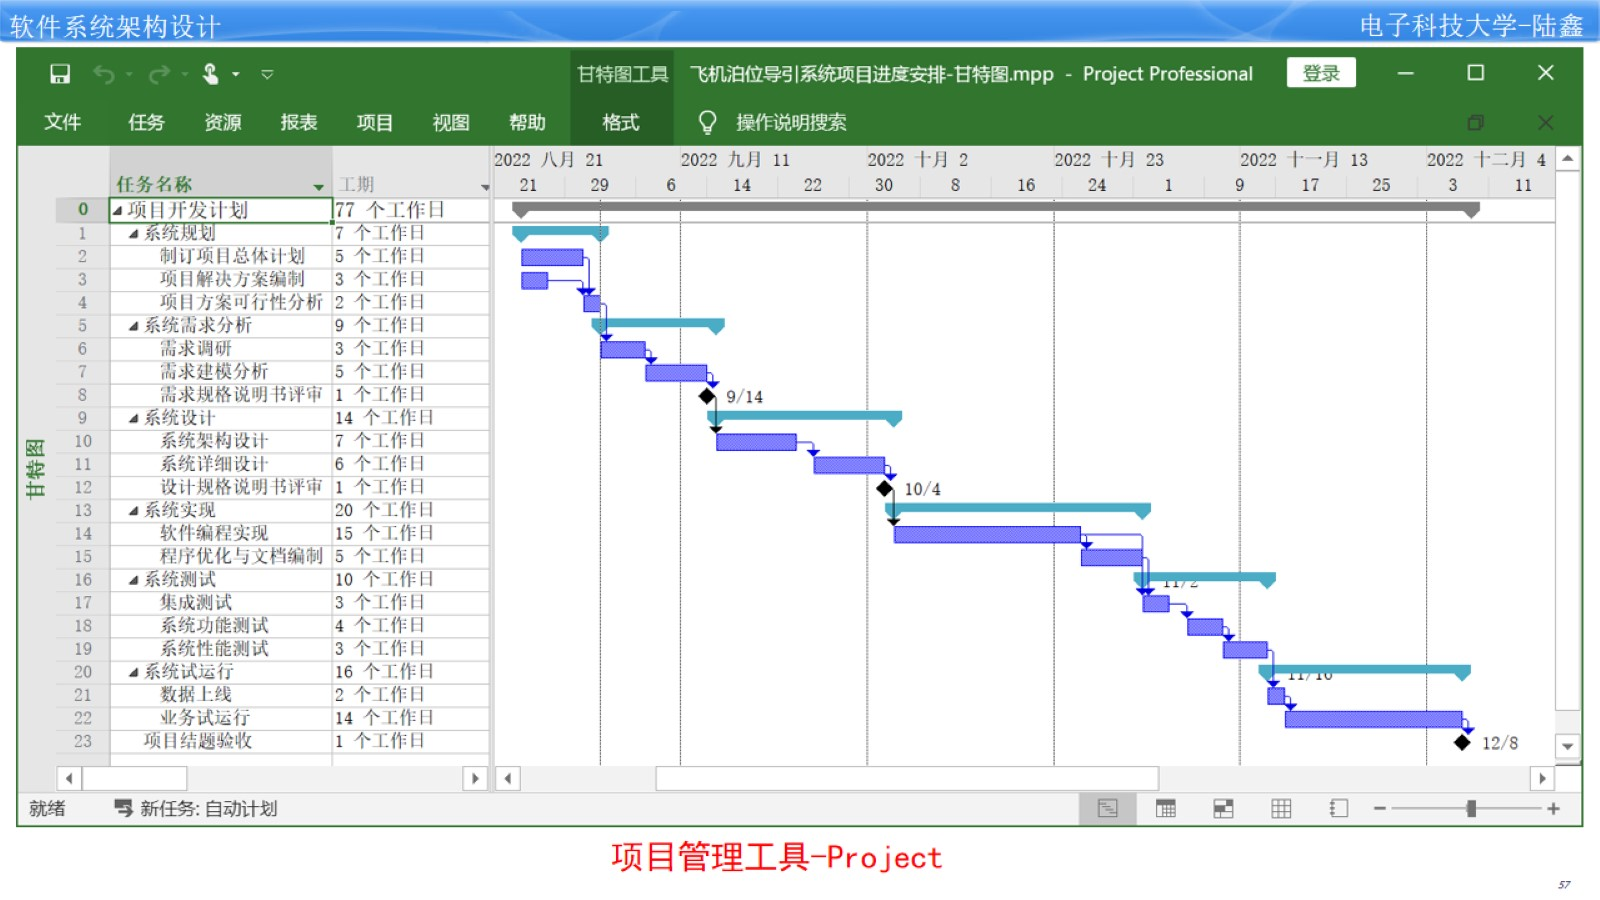 软件系统架构设计
电子科技大学-陆鑫
甘特图工具 飞机泊位导引系统项目进度安排-甘特图.mpp - Project Professional 登录
文件 任务 资源 报表 项目 视图 帮助 格式 操作说明搜索
2022 八月 21 2022 九月 11 2022 十月 2 2022 十月 23 2022 十一月 13 2022 十二月 4
任务名称 工期 21 29 6 14 22 30 8 16 24 1 9 17 25 3 11
0 项目开发计划 77 个工作日
1 系统规划 7 个工作日
2 制订项目总体计划 5 个工作日
3 项目解决方案编制 3 个工作日
4 项目方案可行性分析 2 个工作日
5 系统需求分析 9 个工作日
6 需求调研 3 个工作日
7 需求建模分析 5 个工作日
8 需求规格说明书评审 1 个工作日 9/14
9 系统设计 14 个工作日
10 系统架构设计 7 个工作日
11 系统详细设计 6 个工作日
12 设计规格说明书评审 1 个工作日 10/4
13 系统实现 20 个工作日
14 软件编程实现 15 个工作日
15 程序优化与文档编制 5 个工作日
16 系统测试 10 个工作日 11/2
17 集成测试 3 个工作日
18 系统功能测试 4 个工作日
19 系统性能测试 3 个工作日
20 系统试运行 16 个工作日 11/16
21 数据上线 2 个工作日
22 业务试运行 14 个工作日
23 项目结题验收 1 个工作日 12/8
甘特图
就绪 新任务: 自动计划
项目管理工具-Project
57